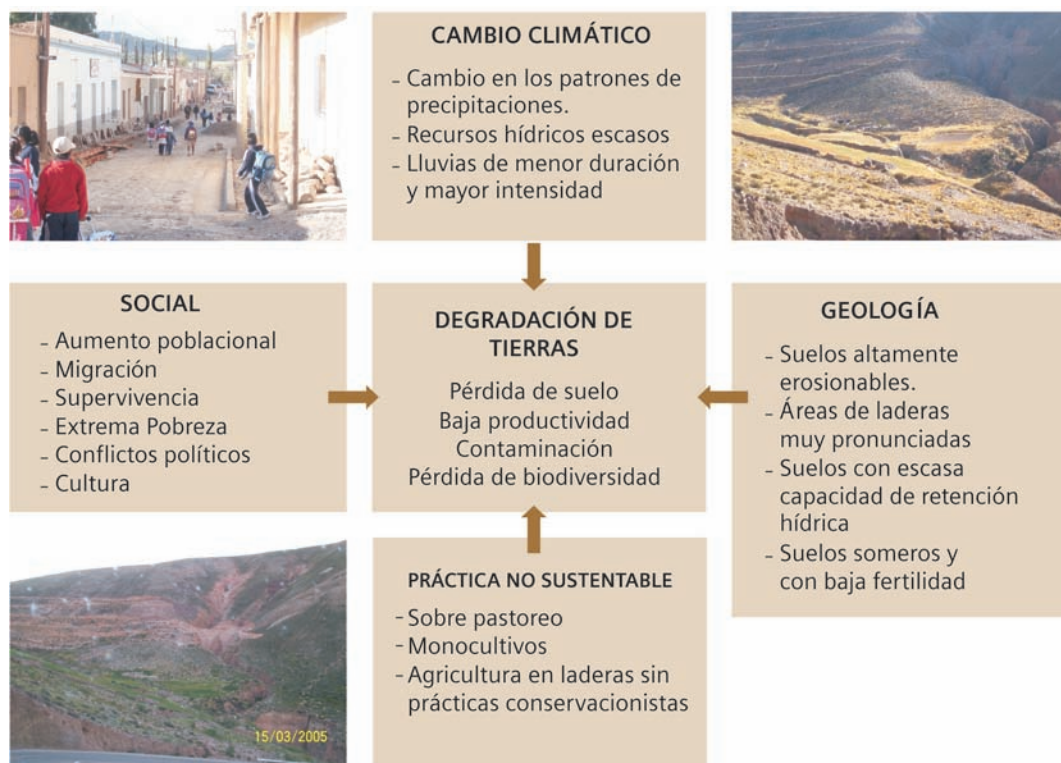 CAMBIO CLIMÁTICO
- Cambio en los patrones de
precipitaciones.
- Recursos hídricos escasos
- Lluvias de menor duración
y mayor intensidad
SOCIAL
- Aumento poblacional
- Migración
- Supervivencia
- Extrema Pobreza
- Conflictos políticos
- Cultura
DEGRADACIÓN DE
TIERRAS
Pérdida de suelo
Baja productividad
Contaminación
Pérdida de biodiversidad
GEOLOGÍA
- Suelos altamente
erosionables.
- Áreas de laderas
muy pronunciadas
- Suelos con escasa
capacidad de retención
hídrica
- Suelos someros y
con baja fertilidad
PRÁCTICA NO SUSTENTABLE
- Sobre pastoreo
- Monocultivos
- Agricultura en laderas sin
prácticas conservacionistas
15/03/2005